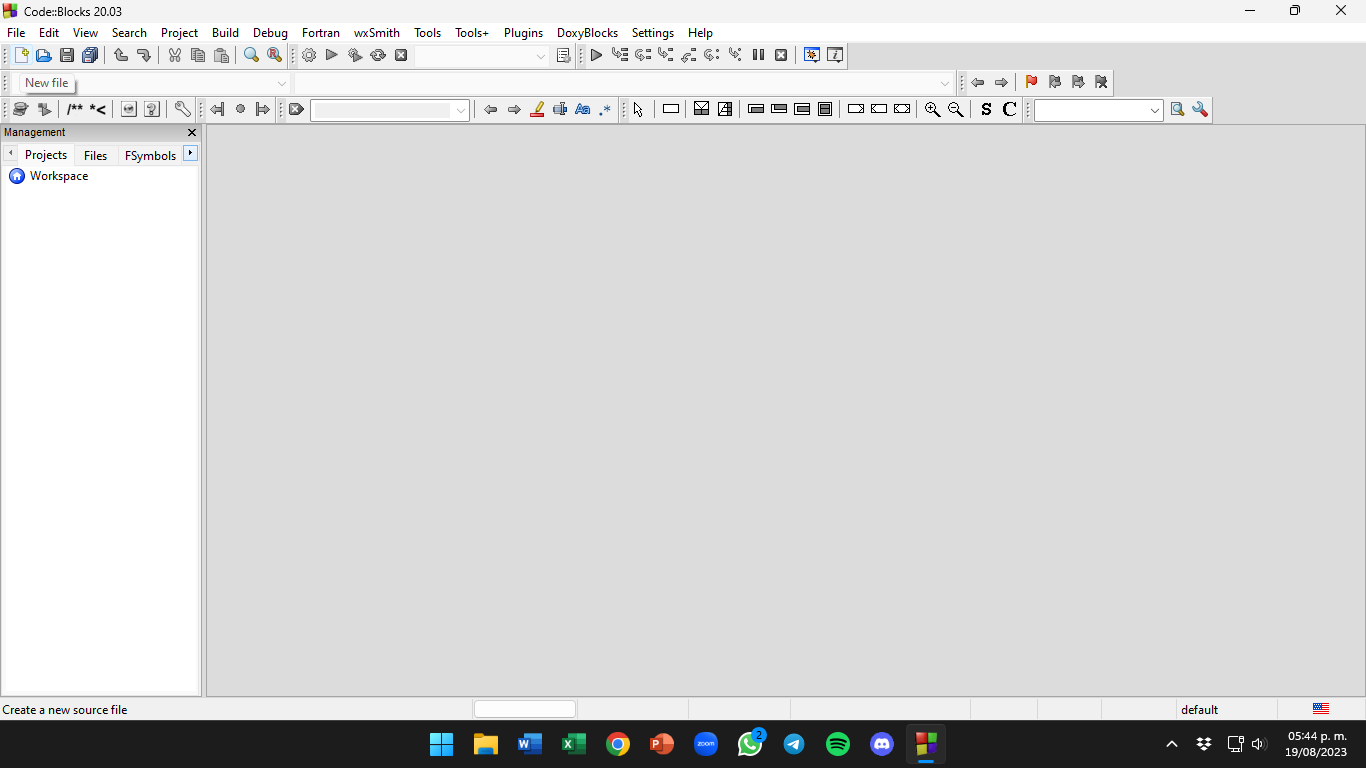 Code::Blocks 20.03
File Edit View Search Project Build Debug Fortran wxSmith Tools Tools+ Plugins DoxyBlocks Settings Help
New file
/** *<
Aa .*
S C
Management
Projects Files FSymbols
Workspace
Create a new source file
default
zoom
2
05:44 p. m.
19/08/2023